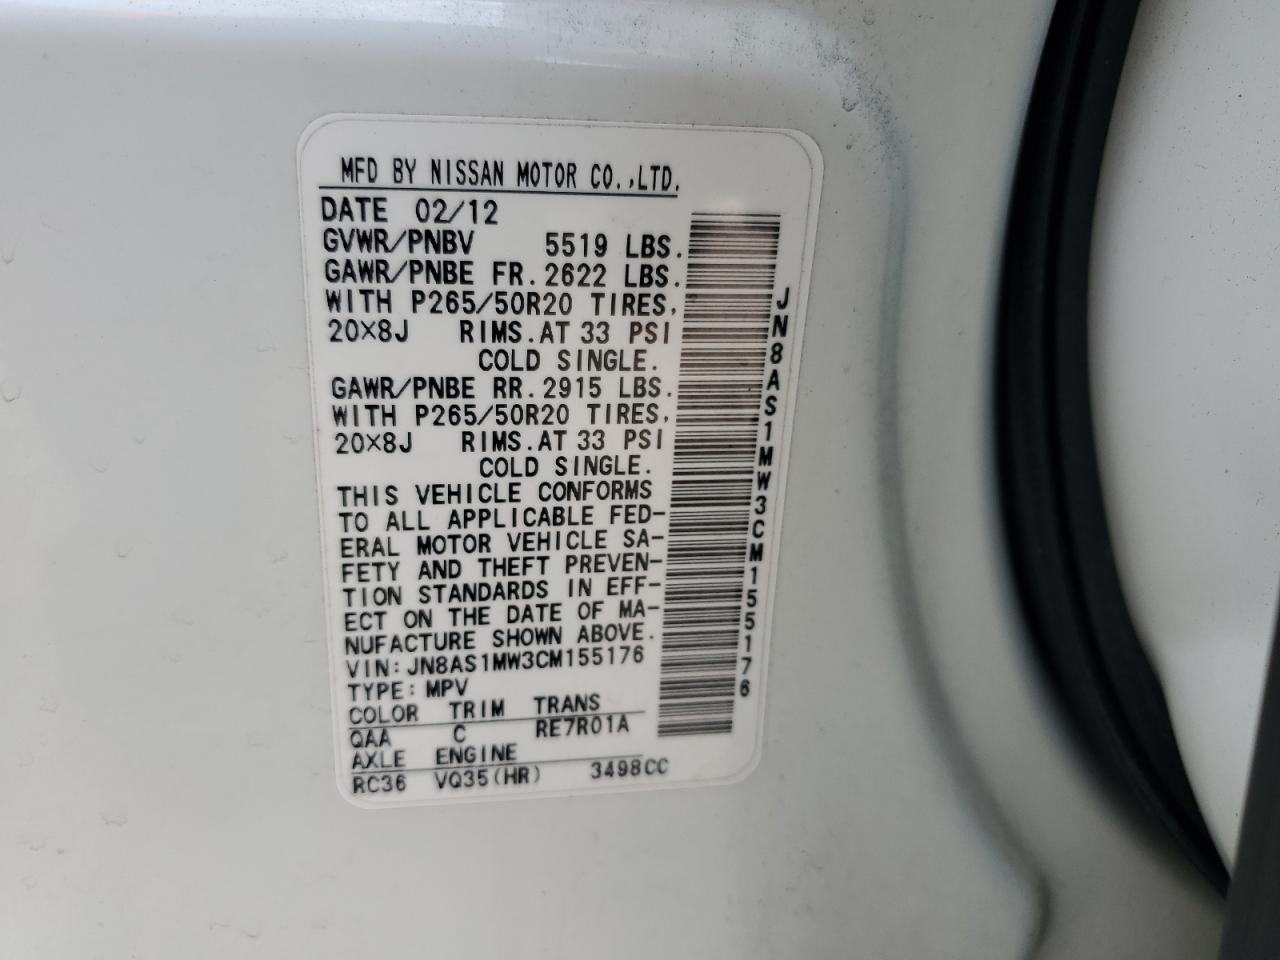 MFD BY NISSAN MOTOR CO.,LTD.
DATE 02/12
GVWR/PNBV 5519 LBS.
GAWR/PNBE FR. 2622 LBS.
WITH P265/50R20 TIRES,
20×8J RIMS. AT 33 PSI
COLD SINGLE.
GAWR/PNBE RR. 2915 LBS.
WITH P265/50R20 TIRES,
20×8J RIMS. AT 33 PSI
COLD SINGLE.
THIS VEHICLE CONFORMS
TO ALL APPLICABLE FED-
ERAL MOTOR VEHICLE SA-
FETY AND THEFT PREVEN-
TION STANDARDS IN EFF-
ECT ON THE DATE OF MA-
NUFACTURE SHOWN ABOVE.
VIN: JN8AS1MW3CM155176
TYPE: MPV
COLOR TRIM TRANS
QAA C RE7R01A
AXLE ENGINE
RC36 VQ35(HR) 3498CC
JN8AS1MW3CM155176